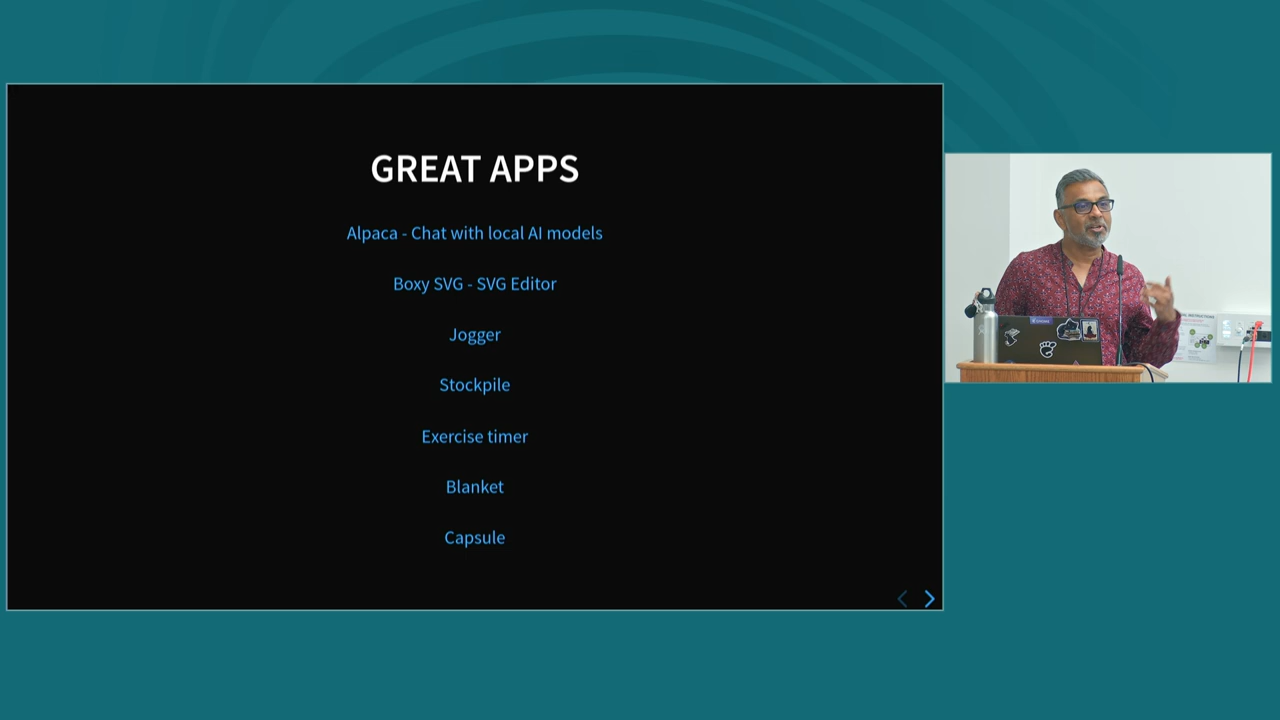 GREAT APPS
Alpaca - Chat with local AI models
Boxy SVG - SVG Editor
Jogger
Stockpile
Exercise timer
Blanket
Capsule